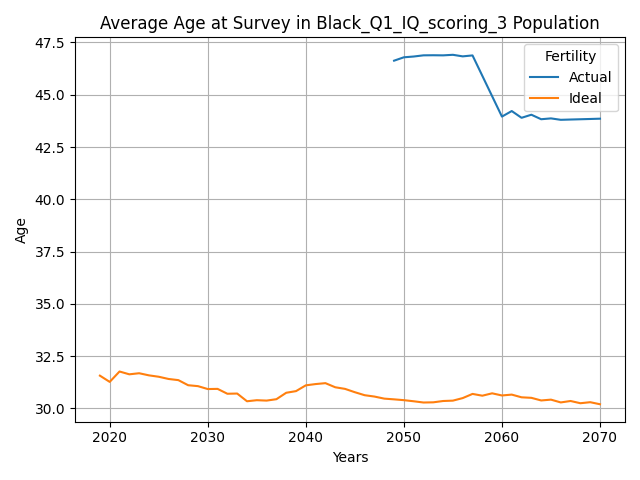 Average Age at Survey in Black_Q1_IQ_scoring_3 Population
47.5
45.0
42.5
40.0
37.5
35.0
32.5
30.0
Age
Fertility
Actual
Ideal
2020
2030
2040
2050
2060
2070
Years